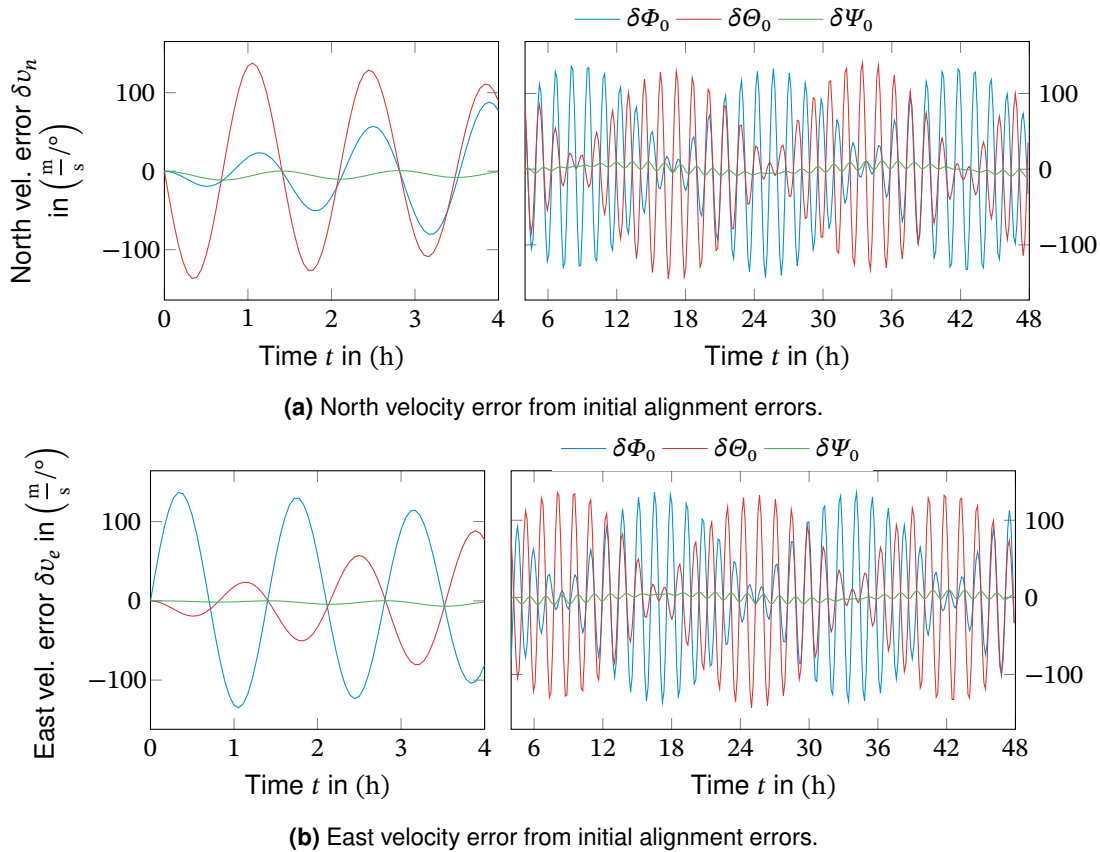 δΦ₀ δΘ₀ δΨ₀
North vel. error δvₙ
in (m/s/°)
100
0
−100
0 1 2 3 4
Time t in (h)
100
0
−100
6 12 18 24 30 36 42 48
Time t in (h)
(a) North velocity error from initial alignment errors.
δΦ₀ δΘ₀ δΨ₀
East vel. error δvₑ in (m/s/°)
100
0
−100
0 1 2 3 4
Time t in (h)
100
0
−100
6 12 18 24 30 36 42 48
Time t in (h)
(b) East velocity error from initial alignment errors.